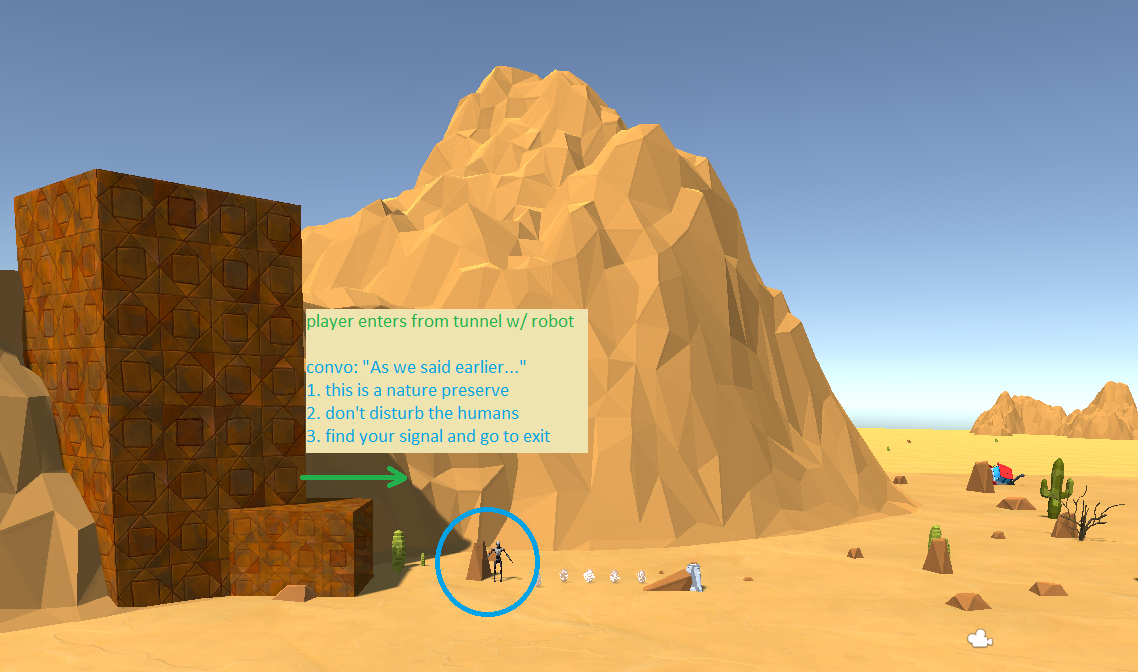 player enters from tunnel w/ robot
convo: "As we said earlier..."
1. this is a nature preserve
2. don't disturb the humans
3. find your signal and go to exit